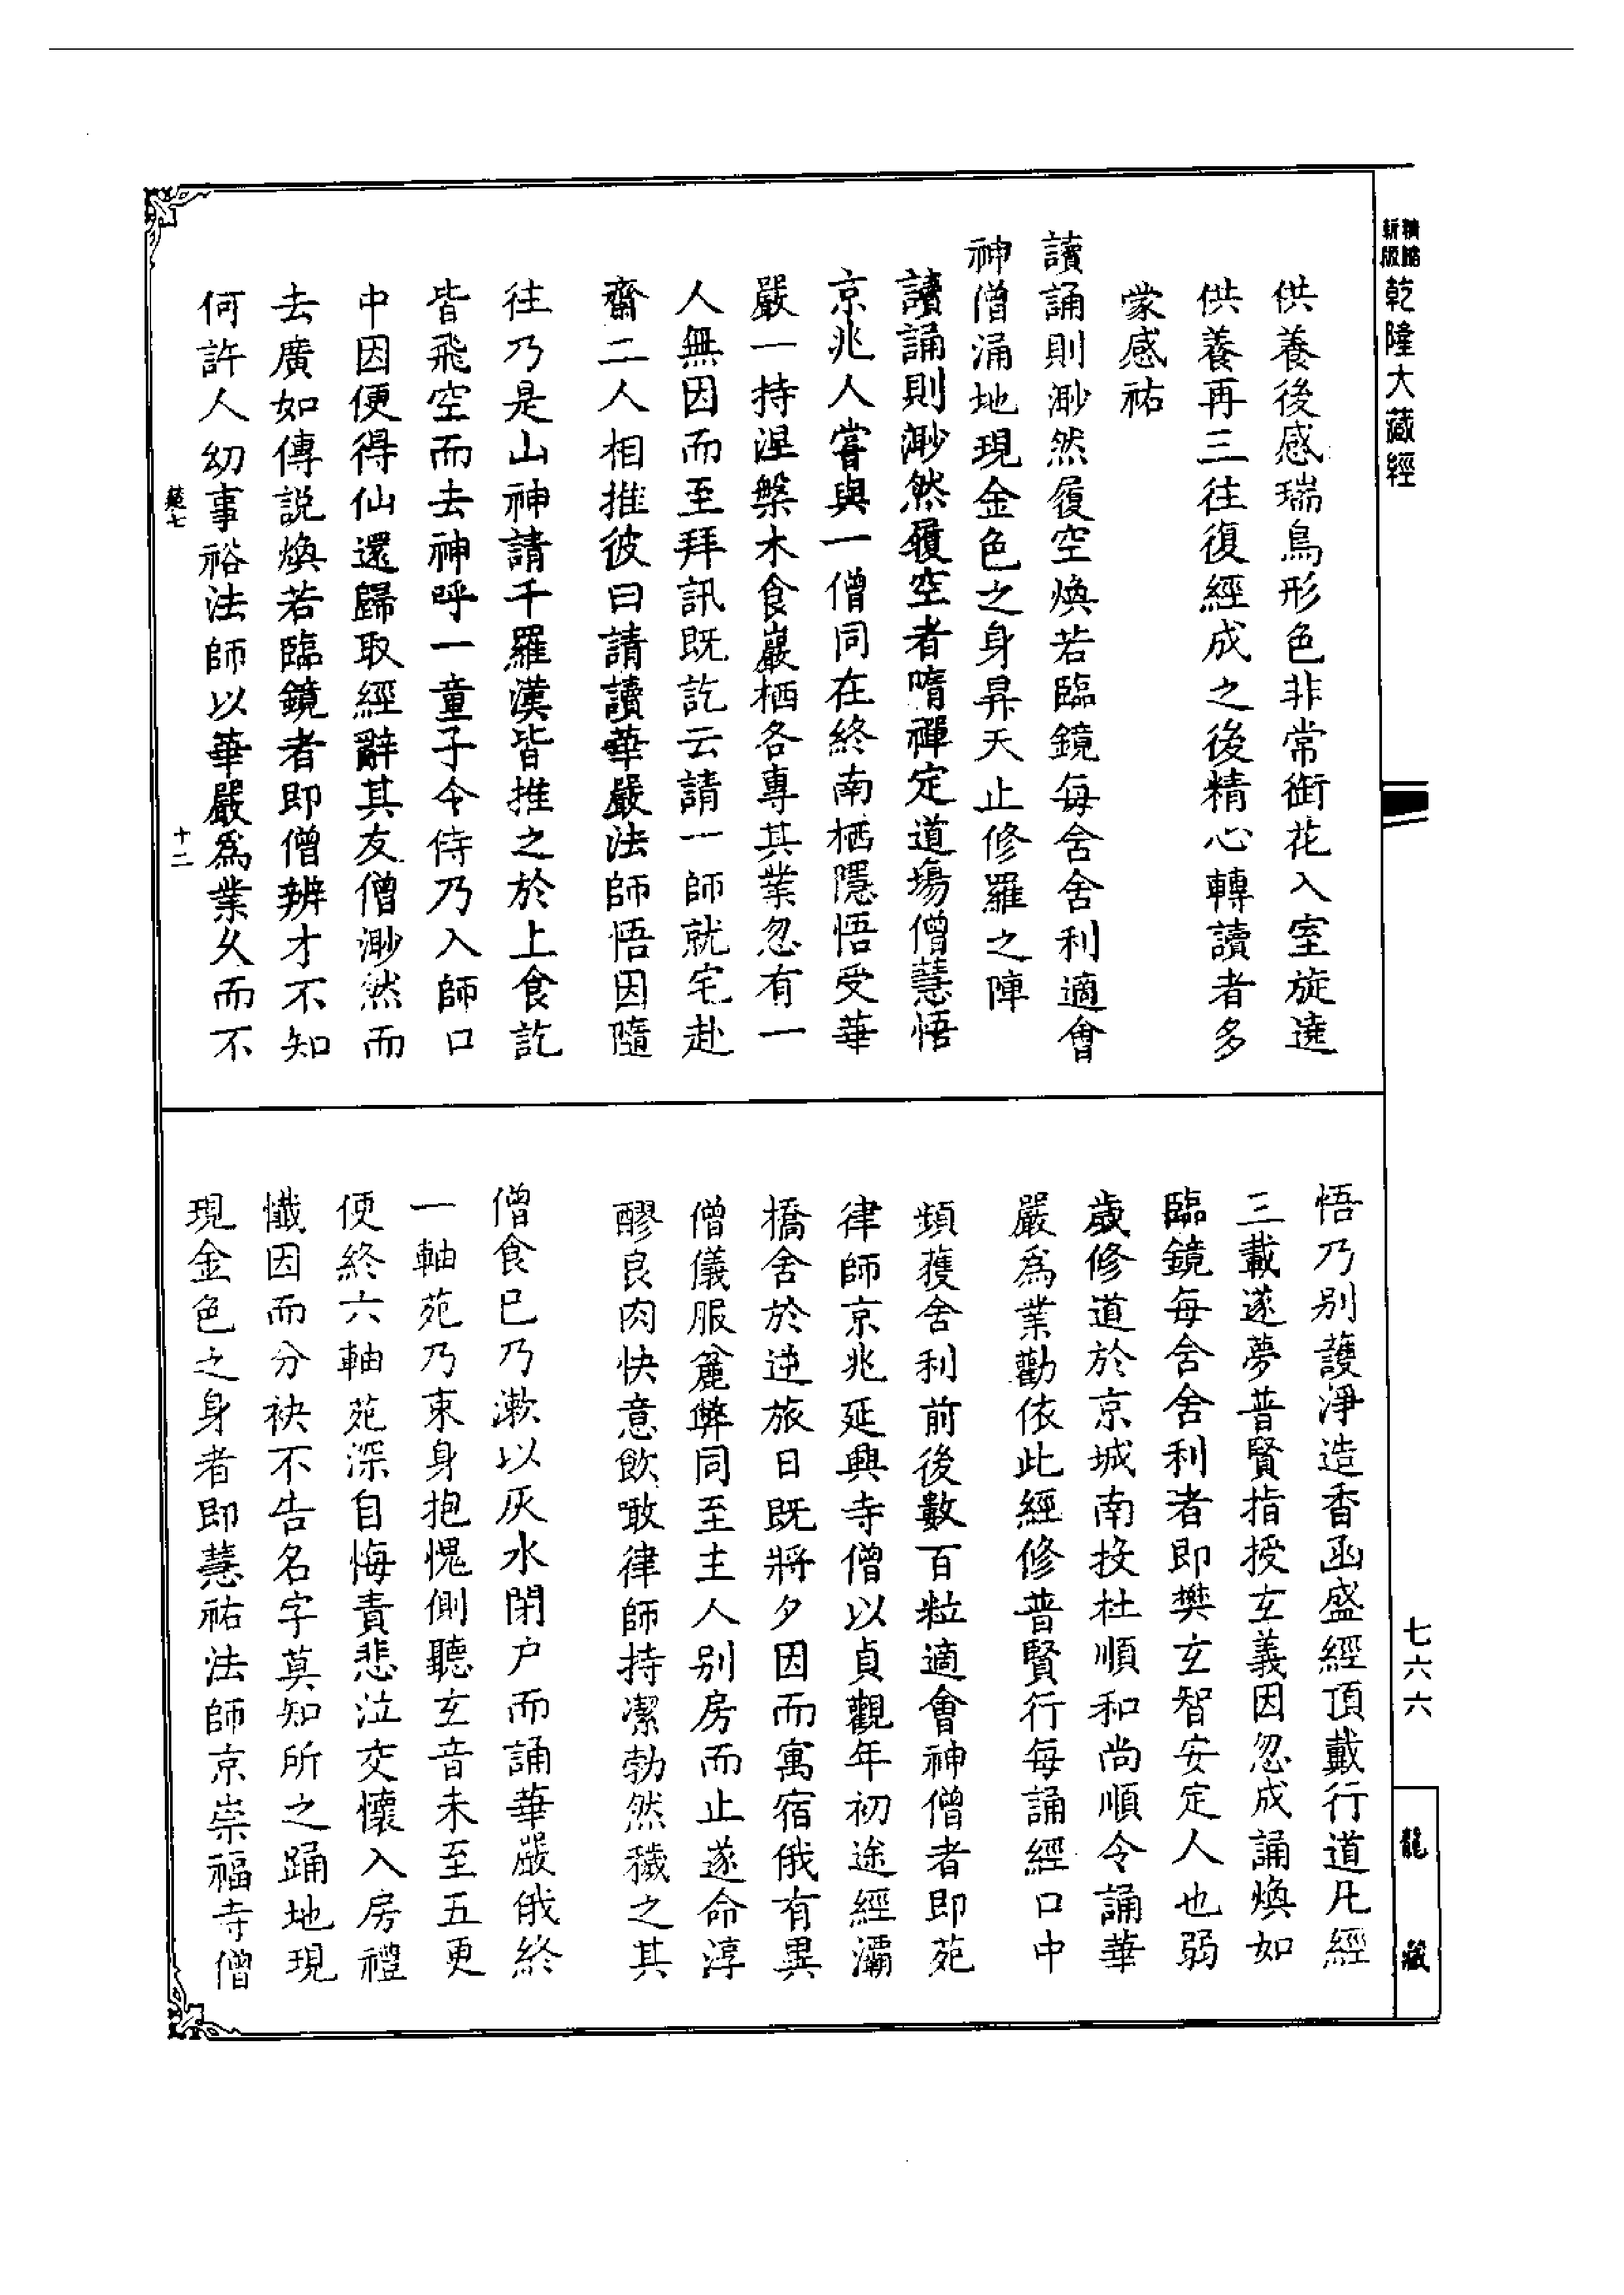 乾隆大藏經
供養後感瑞鳥形色非常銜花入室旋遶
供養再三往復經成之後精心轉讀者多
蒙感祐
讀誦則渺然履空煥若臨鏡每舍舍利適會
神僧涌地現金色之身昇天止修羅之陣
讀誦則渺然履空者隋禪定道場僧慧悟
京兆人嘗與一僧同在終南栖隱悟受華
嚴一持涅槃木食巖栖各專其業忽有一
人無因而至拜訊既訖云請一師就宅赴
齋二人相推彼曰請讀華嚴法師悟因隨
往乃是山神請千羅漢皆推之於上食訖
皆飛空而去神呼一童子令侍乃入師口
中因便得仙還歸取經辭其友僧渺然而
去廣如傳説煥若臨鏡者即僧辨才不知
何許人幼事裕法師以華嚴爲業乆而不
十二
悟乃别護淨造香函盛經頂戴行道凡經
三載遂夢普賢指授玄義因忽成誦煥如
臨鏡每舍舍利者即樊玄智安定人也弱
歲修道於京城南投杜順和尚順令誦華
嚴爲業勸依此經修普賢行每誦經口中
頻獲舍利前後數百粒適會神僧者即苑
律師京兆延興寺僧以貞觀年初途經灞
橋舍於逆旅日既將夕因而寓宿俄有異
僧儀服麄弊同至主人别房而止遂命淳
醪良肉快意飲噉律師持潔勃然穢之其
僧食已乃漱以灰水閉户而誦華嚴俄終
一軸苑乃束身抱愧側聽玄音未至五更
便終六軸苑深自悔責悲泣交懷入房禮
懺因而分袂不告名字莫知所之踊地現
現金色之身者即慧祐法師京崇福寺僧
七六六
龍藏